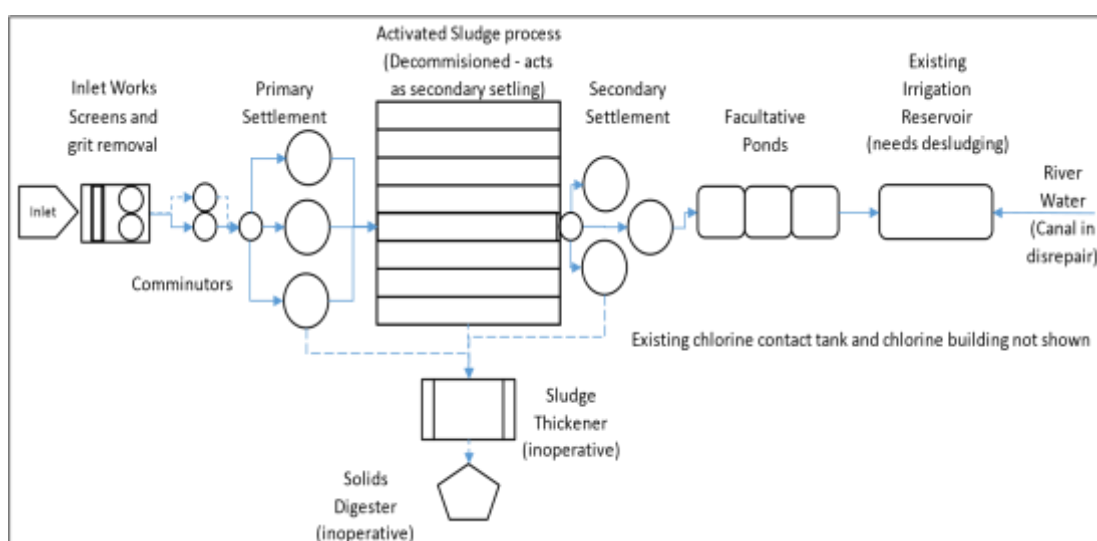 Activated Sludge process
(Decommisioned - acts
as secondary setling)
Inlet Works
Screens and
grit removal
Primary
Settlement
Secondary
Settlement
Facultative
Ponds
Existing
Irrigation
Reservoir
(needs desludging)
River
Water
(Canal in
disrepair)
Inlet
Comminutors
Existing chlorine contact tank and chlorine building not shown
Sludge
Thickener
(inoperative)
Solids
Digester
(inoperative)